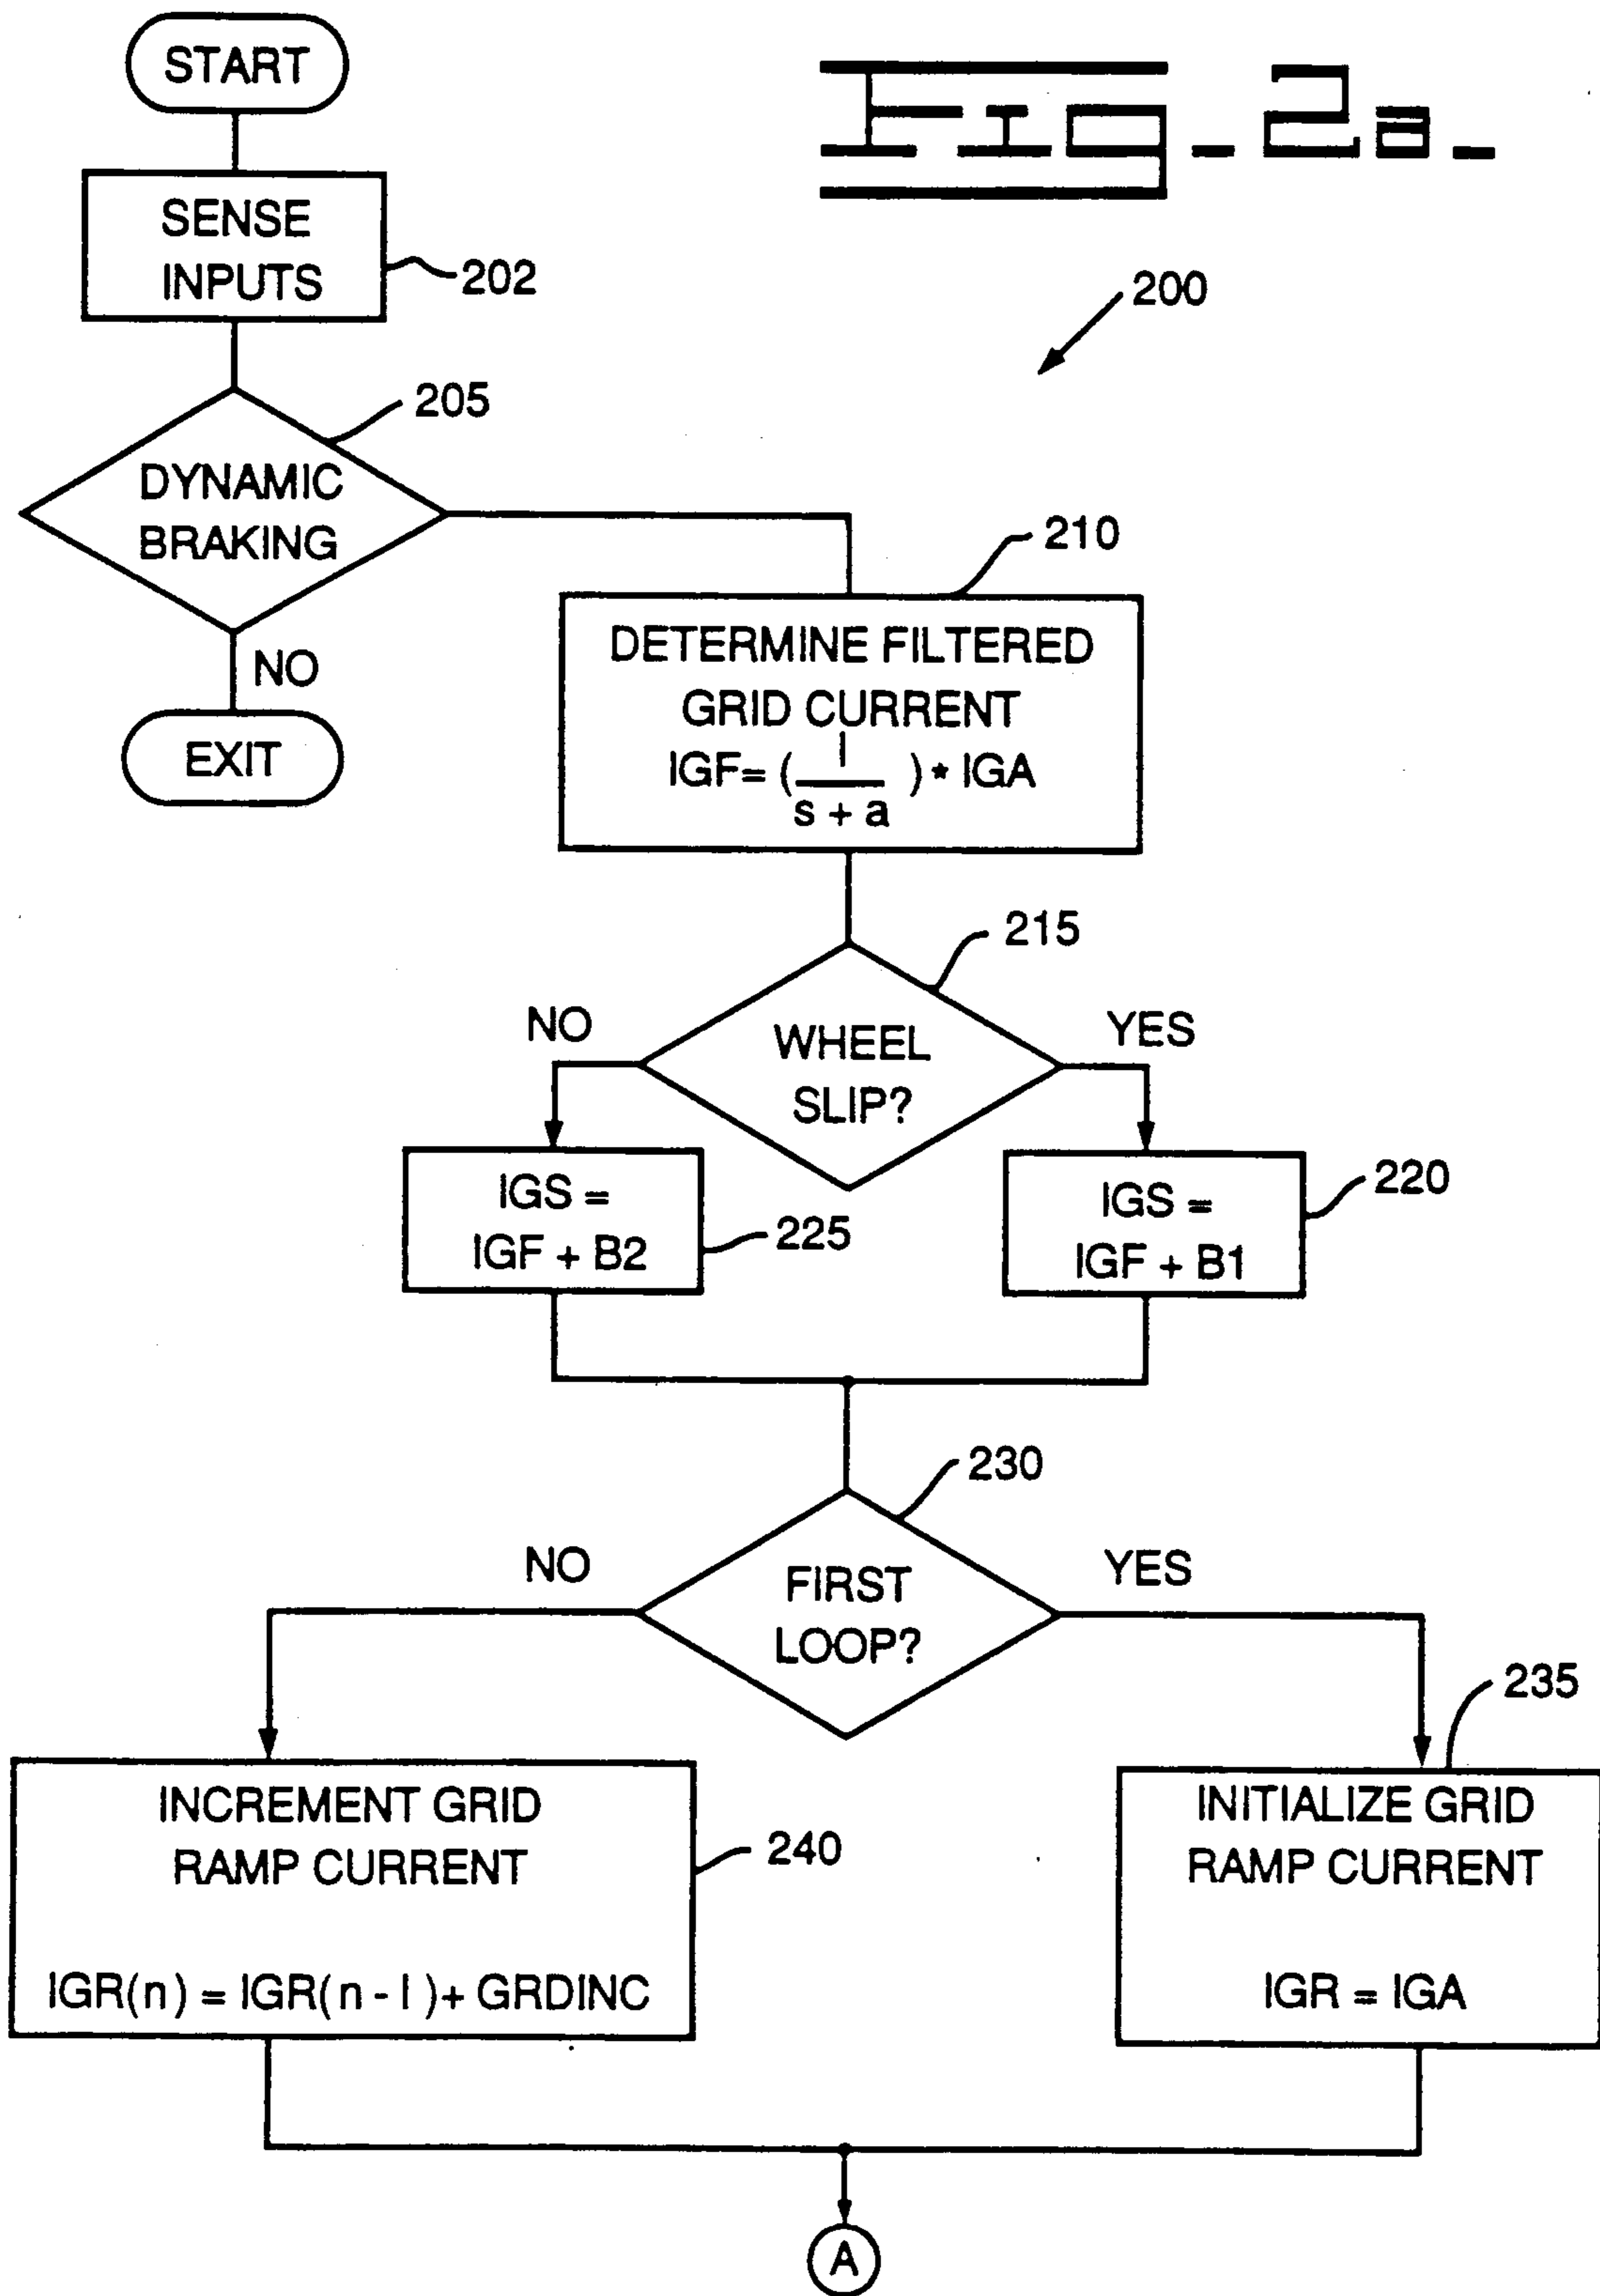 START
FIG_2a_
SENSE
INPUTS
202
200
205
DYNAMIC
BRAKING
NO
EXIT
210
DETERMINE FILTERED
GRID CURRENT
IGF= ( 1 / s + a ) * IGA
215
NO
WHEEL
SLIP?
YES
IGS =
IGF + B2
225
IGS =
IGF + B1
220
230
NO
FIRST
LOOP?
YES
235
INCREMENT GRID
RAMP CURRENT
IGR(n) = IGR(n - 1) + GRDINC
240
INITIALIZE GRID
RAMP CURRENT
IGR = IGA
A